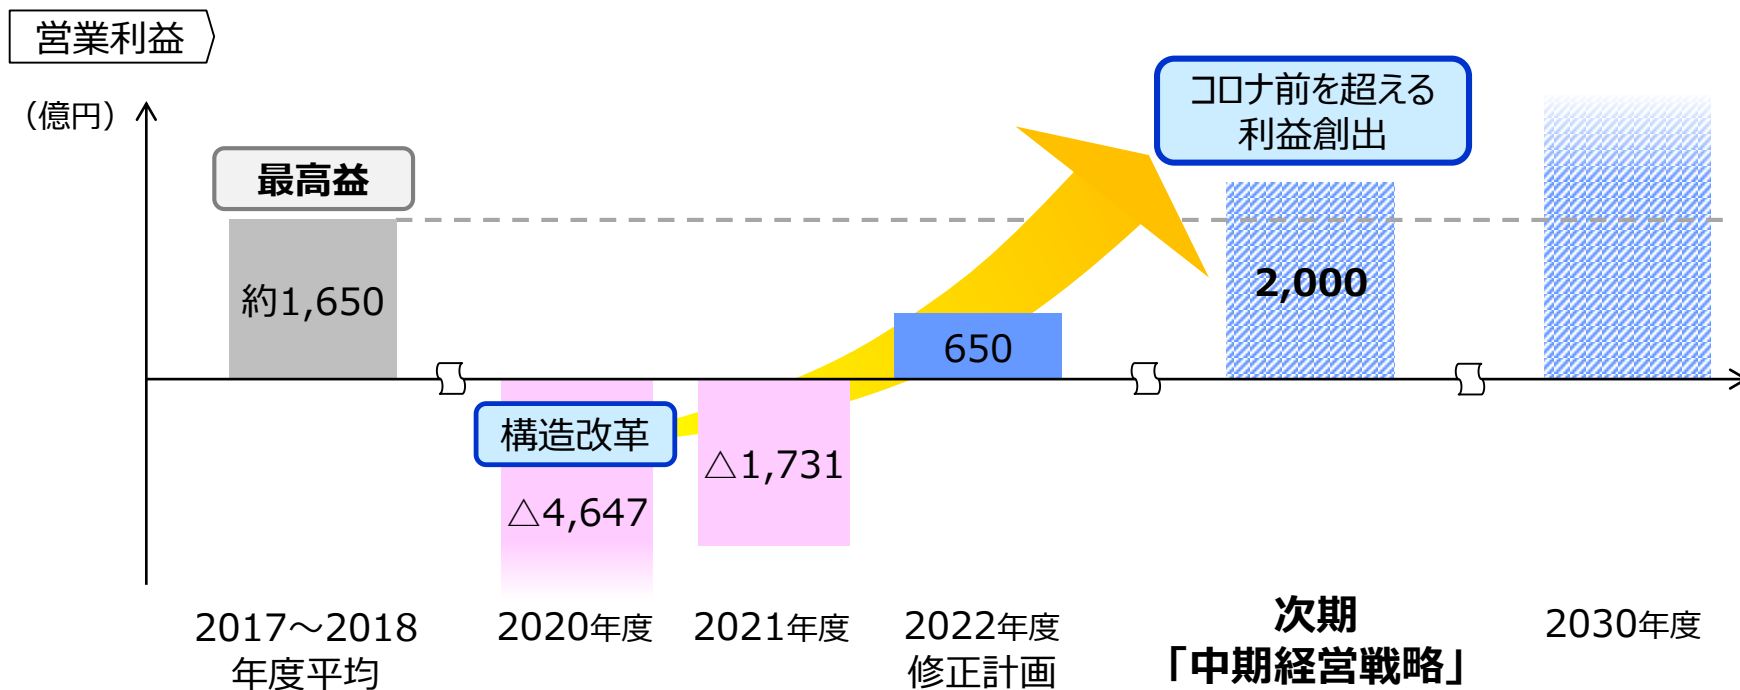 営業利益
（億円）
最高益
コロナ前を超える
利益創出
約1,650
2,000
650
構造改革
△1,731
△4,647
2017～2018
年度平均
2020年度
2021年度
2022年度
修正計画
次期
「中期経営戦略」
2030年度